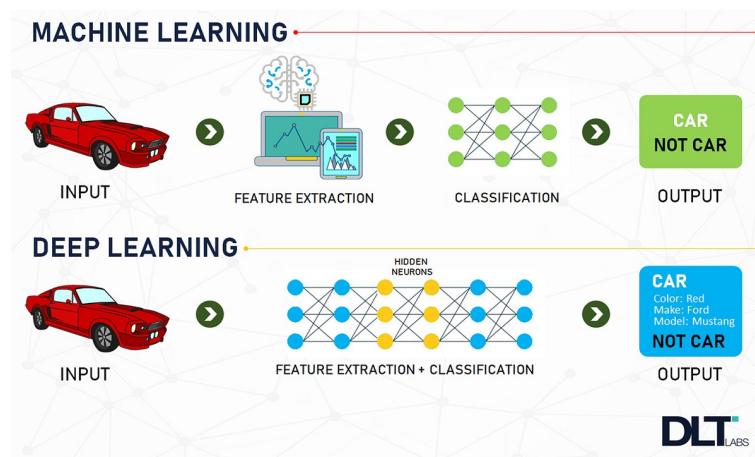 MACHINE LEARNING
INPUT
FEATURE EXTRACTION
CLASSIFICATION
CAR
NOT CAR
OUTPUT
DEEP LEARNING
INPUT
HIDDEN
NEURONS
FEATURE EXTRACTION + CLASSIFICATION
CAR
Color: Red
Make: Ford
Model: Mustang
NOT CAR
OUTPUT
DLT LABS